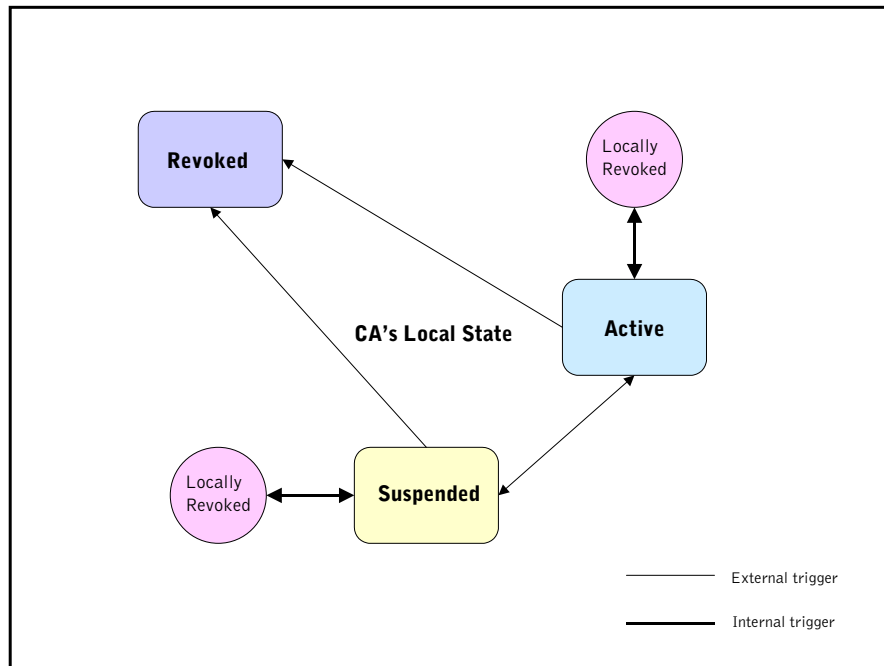 Revoked
Locally
Revoked
CA's Local State
Active
Locally
Revoked
Suspended
External trigger
Internal trigger